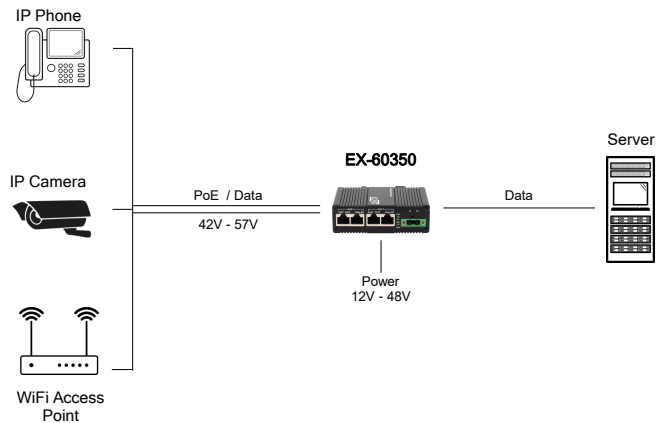 IP Phone
IP Camera
WiFi Access
Point
PoE / Data
42V - 57V
EX-60350
Power
12V - 48V
Data
Server